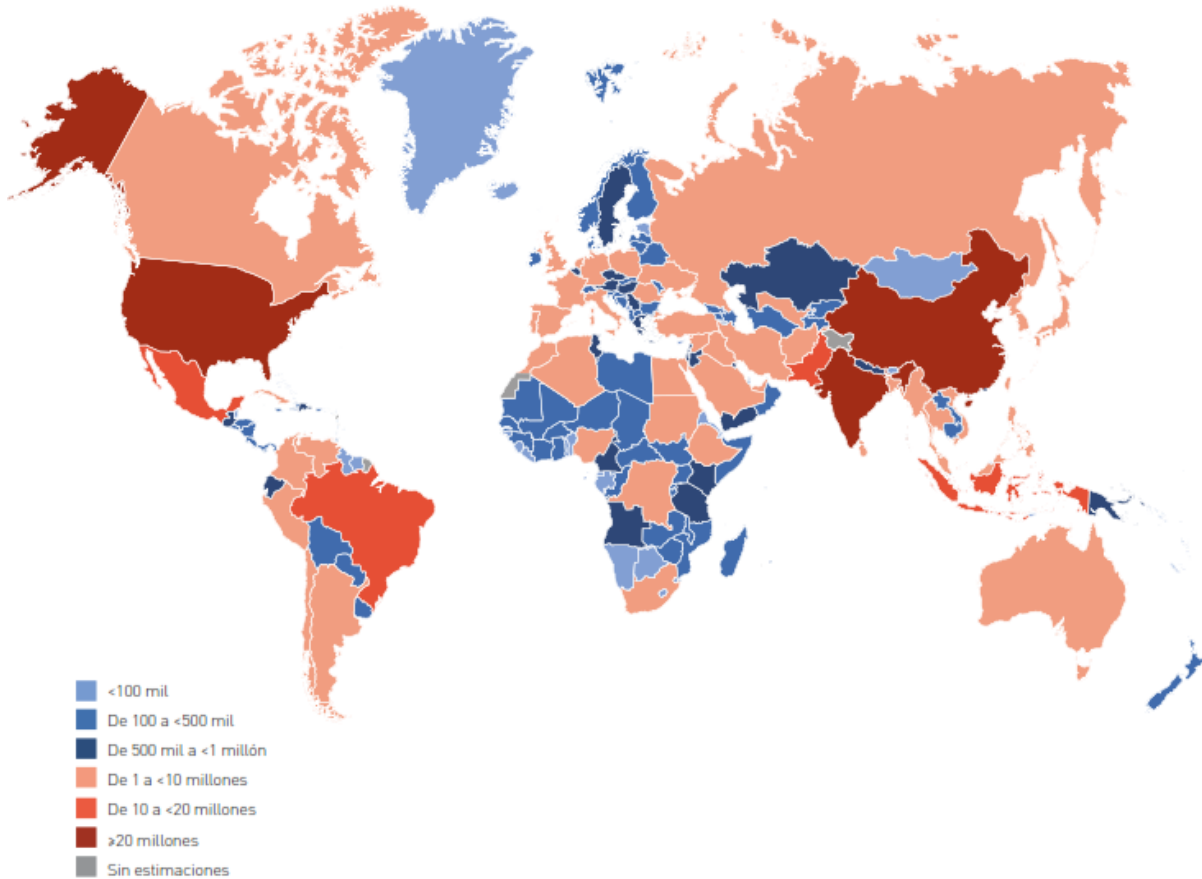 <100 mil
De 100 a <500 mil
De 500 mil a <1 millón
De 1 a <10 millones
De 10 a <20 millones
≥20 millones
Sin estimaciones